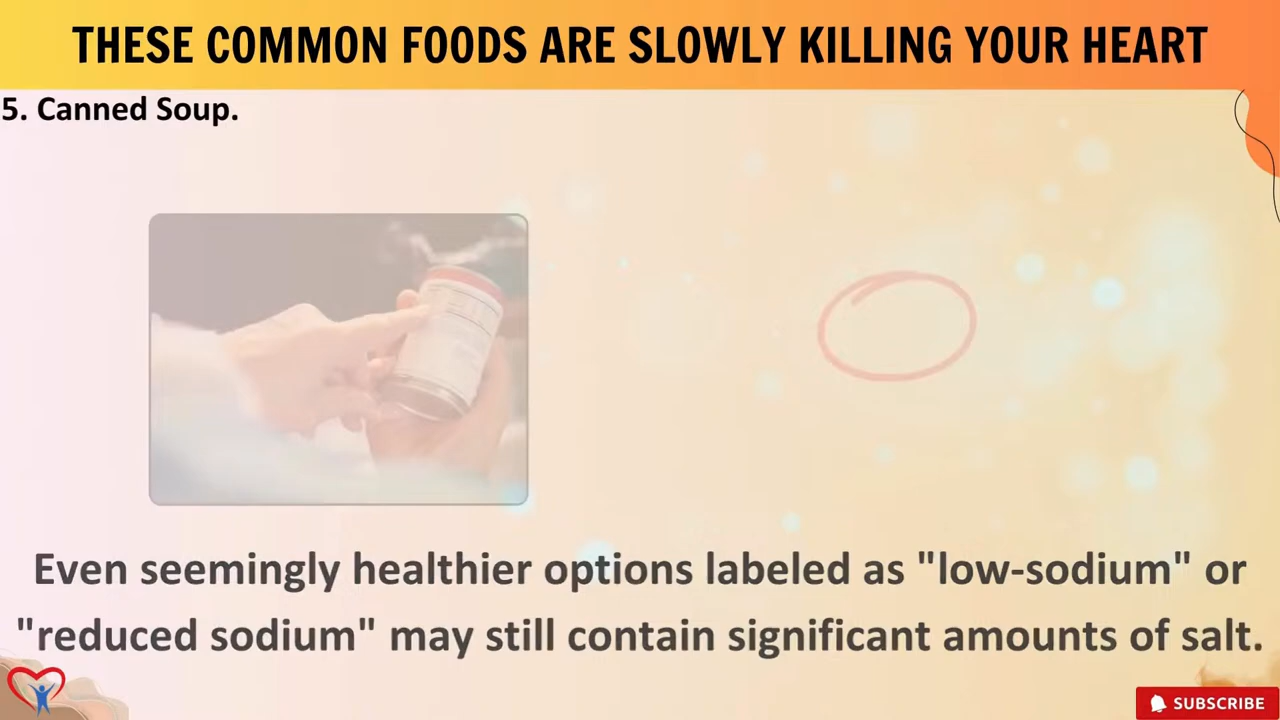 THESE COMMON FOODS ARE SLOWLY KILLING YOUR HEART
5. Canned Soup.
Even seemingly healthier options labeled as "low-sodium" or
"reduced sodium" may still contain significant amounts of salt.
SUBSCRIBE